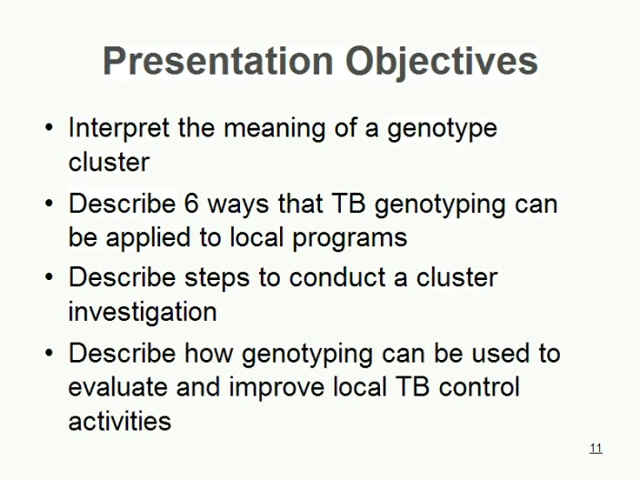 Presentation Objectives
• Interpret the meaning of a genotype
cluster
• Describe 6 ways that TB genotyping can
be applied to local programs
• Describe steps to conduct a cluster
investigation
• Describe how genotyping can be used to
evaluate and improve local TB control
activities
11